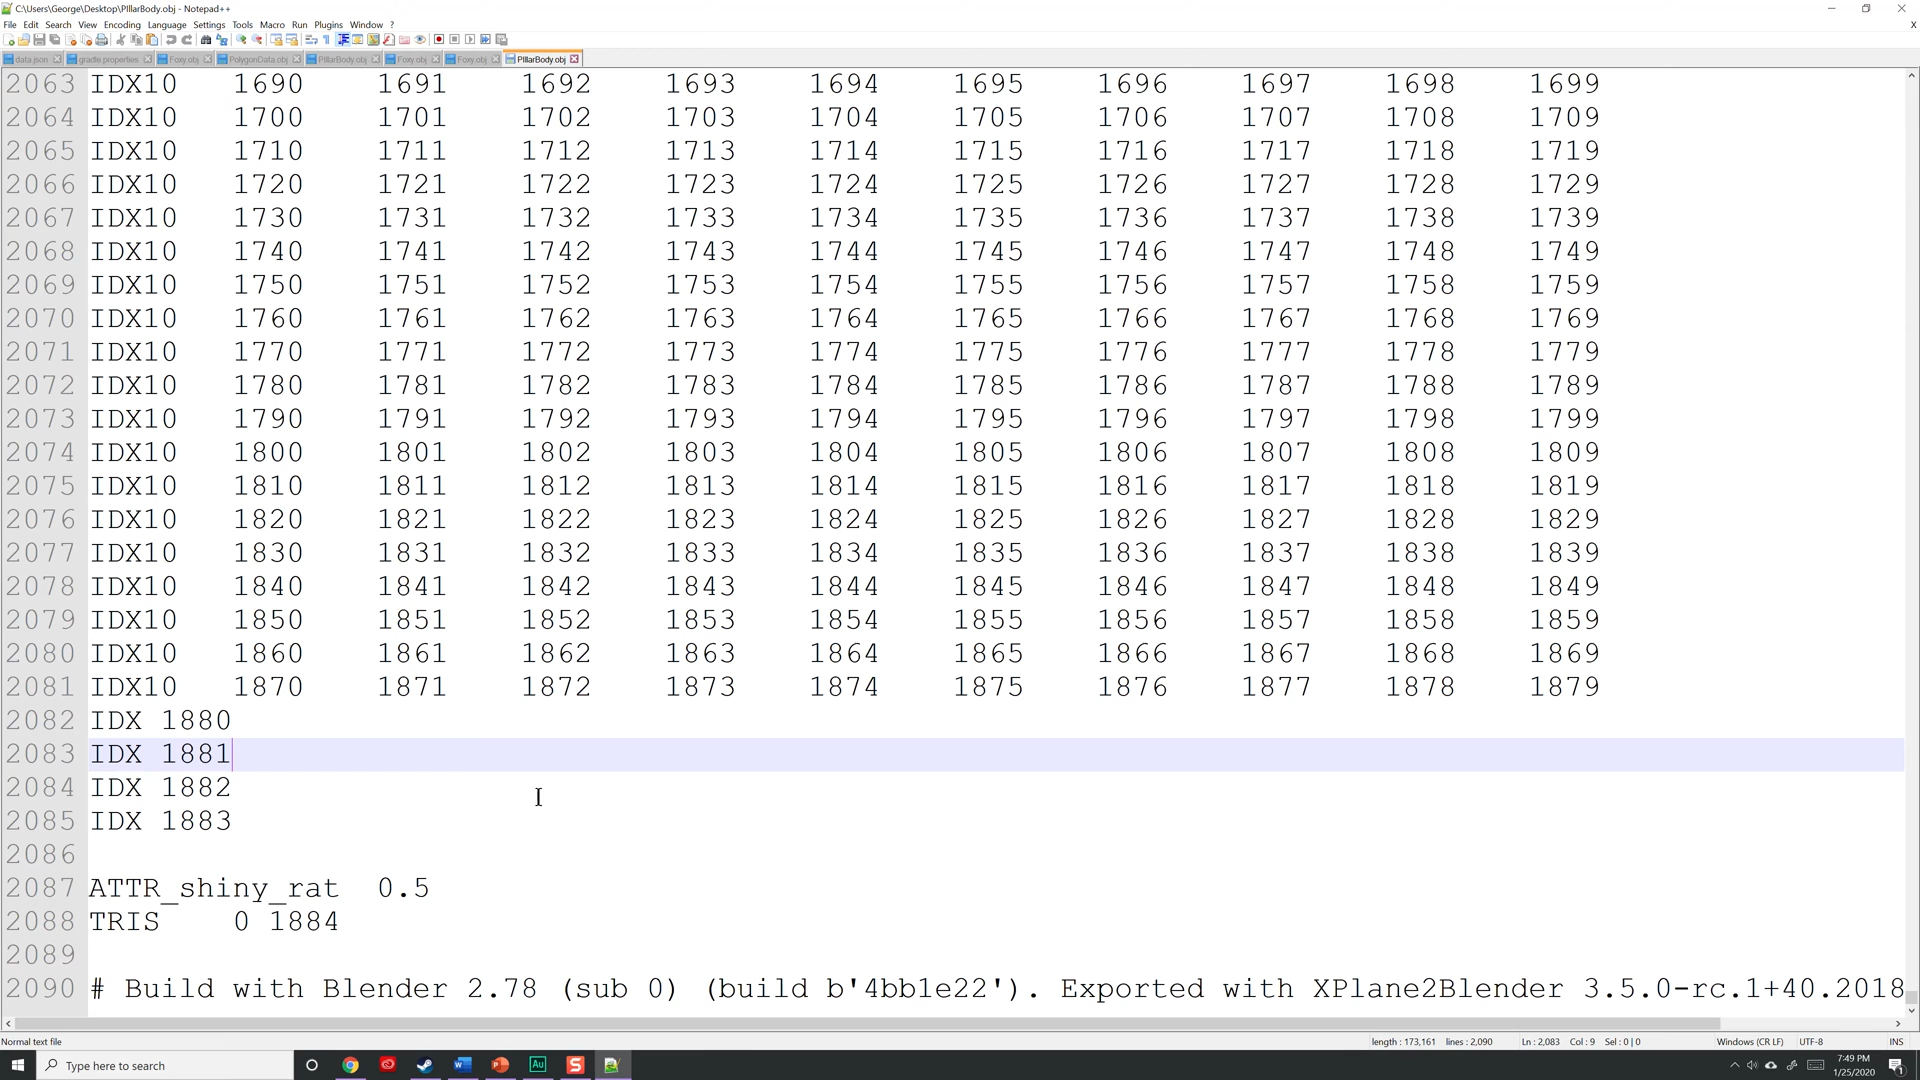 C:\Users\George\Desktop\PIllarBody.obj - Notepad++
File Edit Search View Encoding Language Settings Tools Macro Run Plugins Window ?
data.json gradle.properties Foxy.obj PolygonData.obj PIllarBody.obj Foxy.obj Foxy.obj PIllarBody.obj
2063 IDX10 1690 1691 1692 1693 1694 1695 1696 1697 1698 1699
2064 IDX10 1700 1701 1702 1703 1704 1705 1706 1707 1708 1709
2065 IDX10 1710 1711 1712 1713 1714 1715 1716 1717 1718 1719
2066 IDX10 1720 1721 1722 1723 1724 1725 1726 1727 1728 1729
2067 IDX10 1730 1731 1732 1733 1734 1735 1736 1737 1738 1739
2068 IDX10 1740 1741 1742 1743 1744 1745 1746 1747 1748 1749
2069 IDX10 1750 1751 1752 1753 1754 1755 1756 1757 1758 1759
2070 IDX10 1760 1761 1762 1763 1764 1765 1766 1767 1768 1769
2071 IDX10 1770 1771 1772 1773 1774 1775 1776 1777 1778 1779
2072 IDX10 1780 1781 1782 1783 1784 1785 1786 1787 1788 1789
2073 IDX10 1790 1791 1792 1793 1794 1795 1796 1797 1798 1799
2074 IDX10 1800 1801 1802 1803 1804 1805 1806 1807 1808 1809
2075 IDX10 1810 1811 1812 1813 1814 1815 1816 1817 1818 1819
2076 IDX10 1820 1821 1822 1823 1824 1825 1826 1827 1828 1829
2077 IDX10 1830 1831 1832 1833 1834 1835 1836 1837 1838 1839
2078 IDX10 1840 1841 1842 1843 1844 1845 1846 1847 1848 1849
2079 IDX10 1850 1851 1852 1853 1854 1855 1856 1857 1858 1859
2080 IDX10 1860 1861 1862 1863 1864 1865 1866 1867 1868 1869
2081 IDX10 1870 1871 1872 1873 1874 1875 1876 1877 1878 1879
2082 IDX 1880
2083 IDX 1881
2084 IDX 1882
2085 IDX 1883
2086
2087 ATTR_shiny_rat 0.5
2088 TRIS 0 1884
2089
2090 # Build with Blender 2.78 (sub 0) (build b'4bb1e22'). Exported with XPlane2Blender 3.5.0-rc.1+40.2018
Normal text file length : 173,161 lines : 2,090 Ln : 2,083 Col : 9 Sel : 0 | 0 Windows (CR LF) UTF-8 INS
Type here to search 7:49 PM
1/25/2020